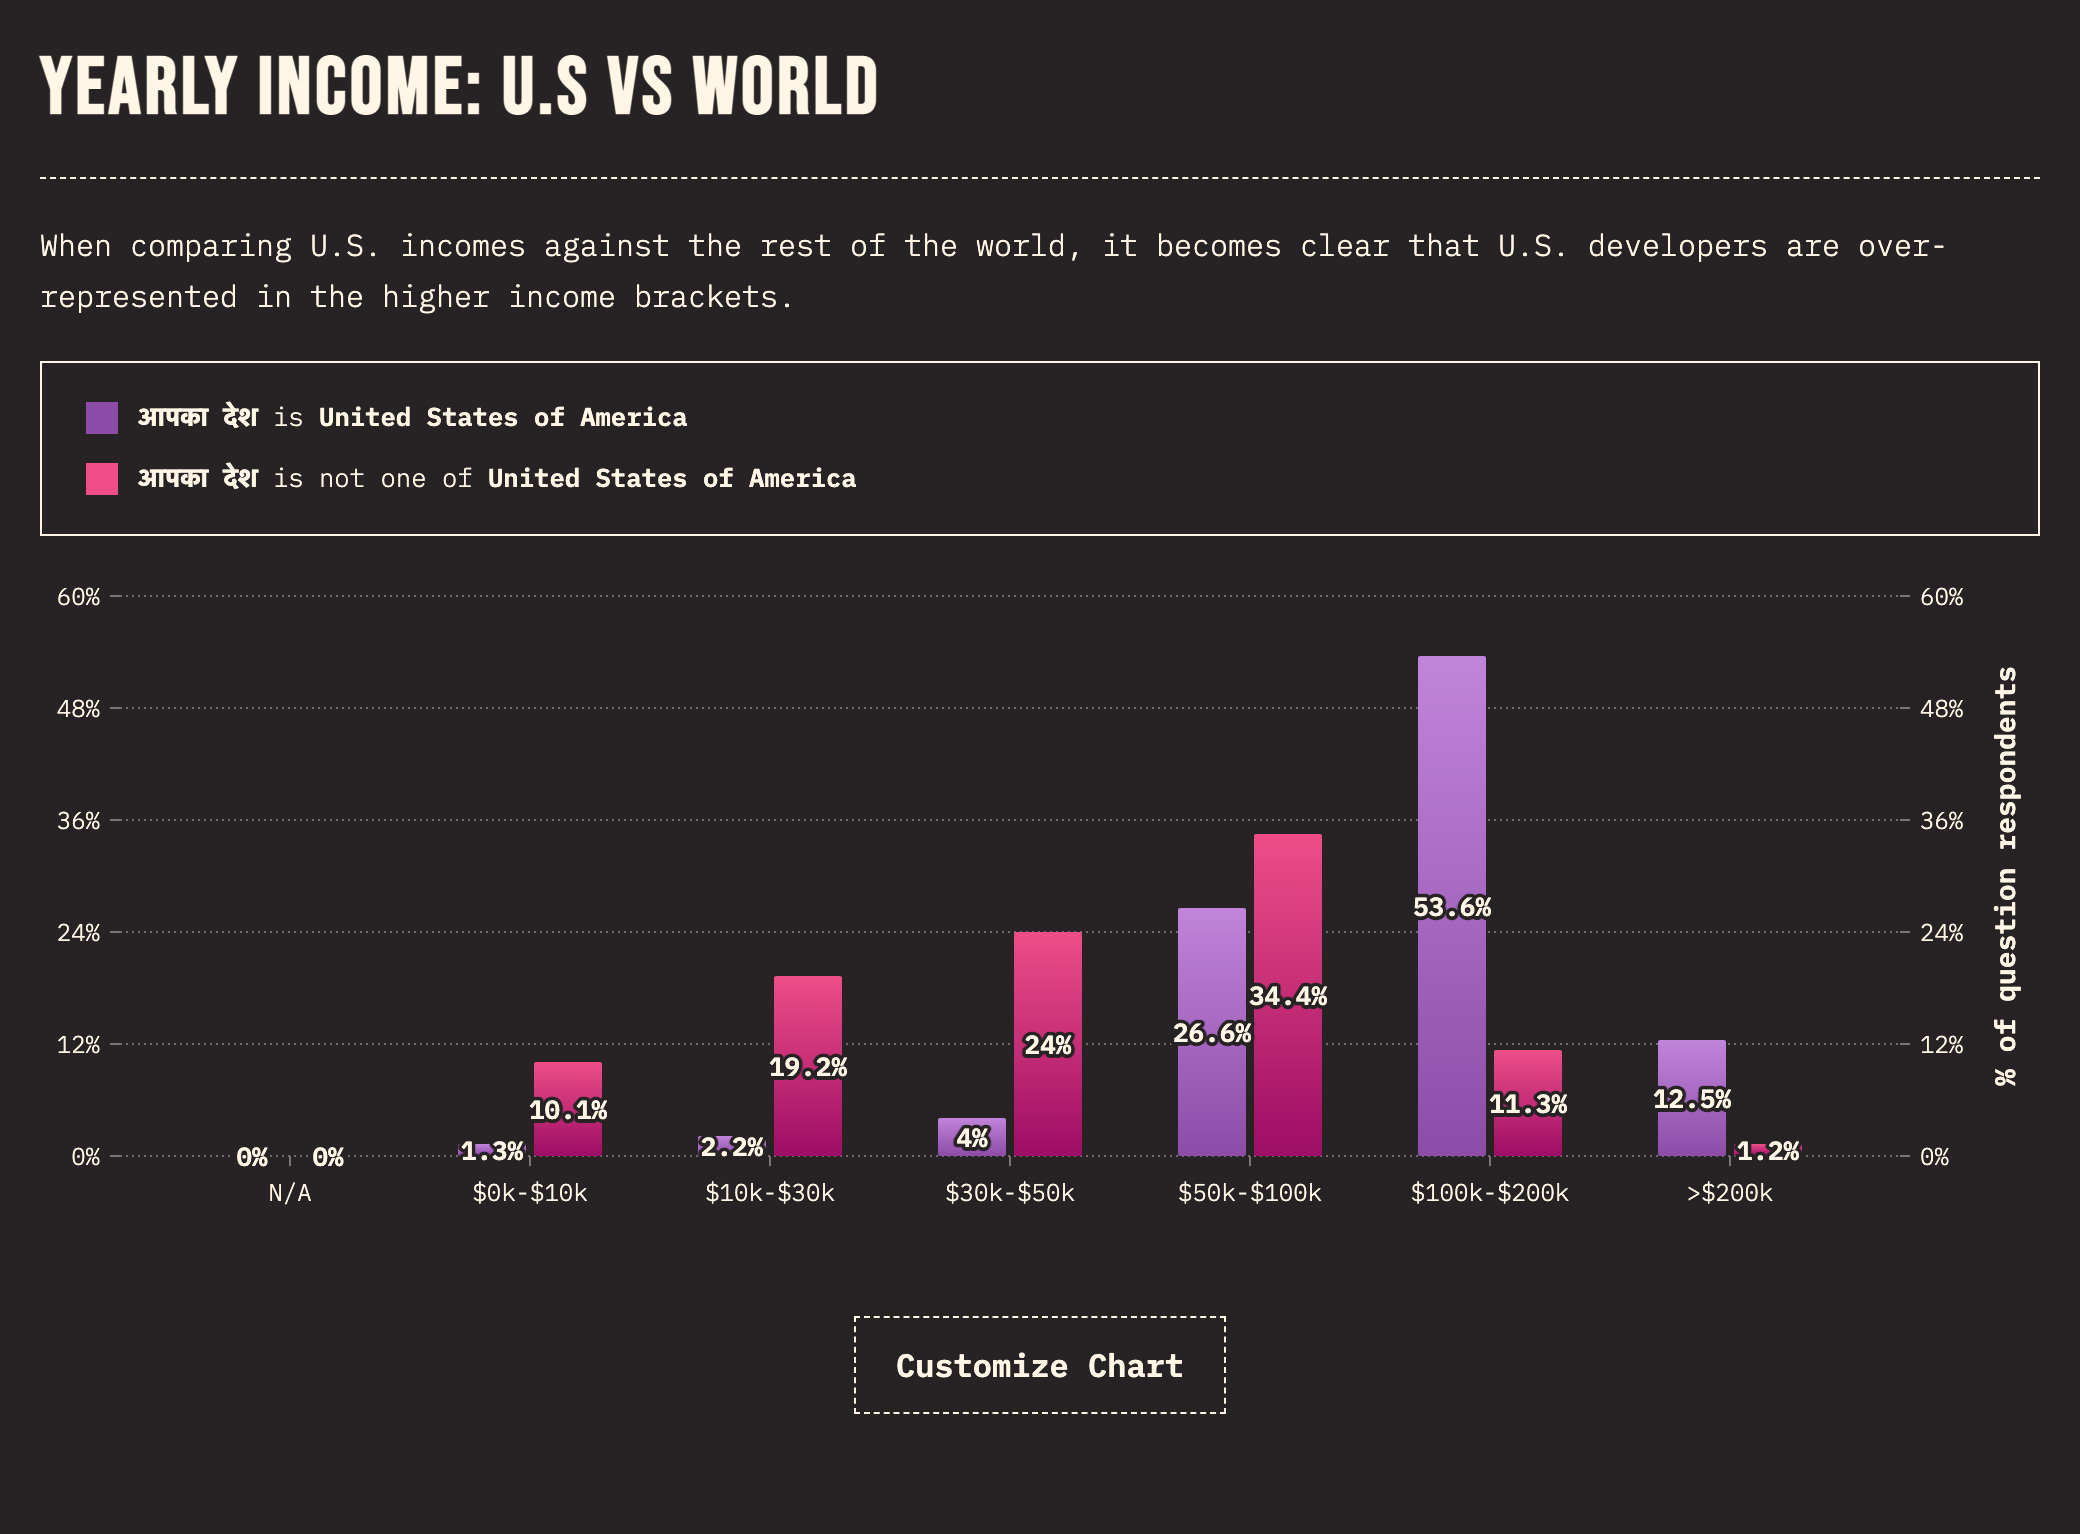 YEARLY INCOME: U.S VS WORLD
When comparing U.S. incomes against the rest of the world, it becomes clear that U.S. developers are over-
represented in the higher income brackets.
आपका देश is United States of America
आपका देश is not one of United States of America
60% 60%
48% 48%
36% 36%
24% 24%
12% 12%
0% 0%
% of question respondents
0% 0% 1.3% 10.1% 2.2% 19.2% 4% 24% 26.6% 34.4% 53.6% 11.3% 12.5% 1.2%
N/A $0k-$10k $10k-$30k $30k-$50k $50k-$100k $100k-$200k >$200k
Customize Chart